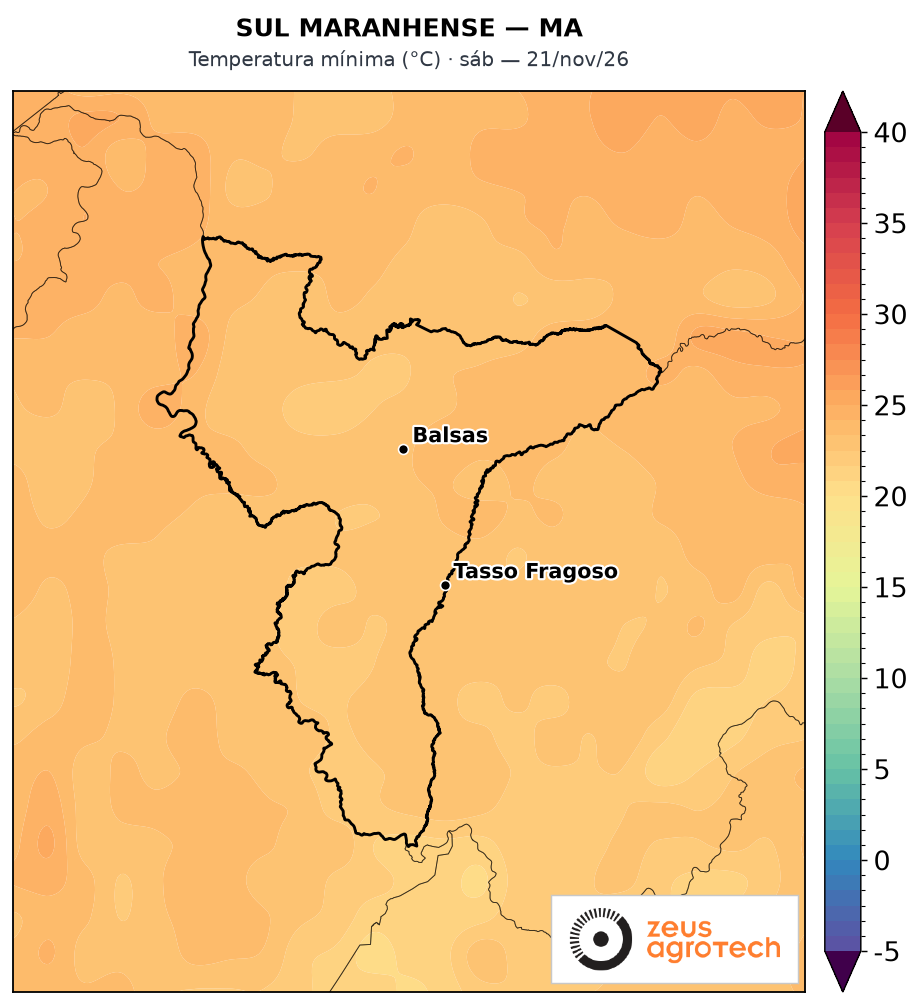 SUL MARANHENSE — MA
Temperatura mínima (°C) · sáb — 21/nov/26
40
35
30
25
20
15
10
5
0
-5
Balsas
Tasso Fragoso
zeus
agrotech